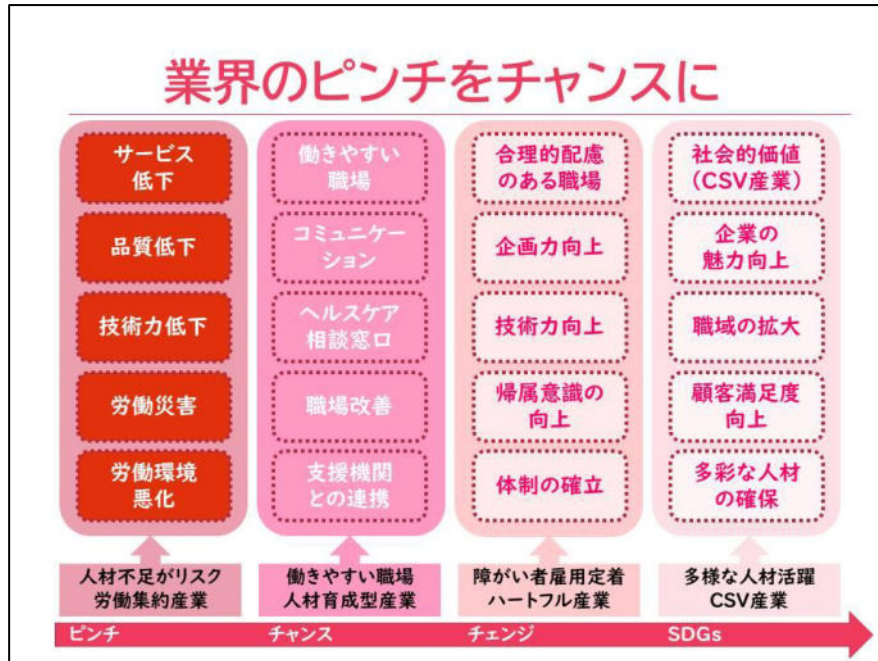 業界のピンチをチャンスに
サービス
低下
品質低下
技術力低下
労働災害
労働環境
悪化
働きやすい
職場
コミュニケー
ション
ヘルスケア
相談窓口
職場改善
支援機関
との連携
合理的配慮
のある職場
企画力向上
技術力向上
帰属意識の
向上
体制の確立
社会的価値
(CSV産業)
企業の
魅力向上
職域の拡大
顧客満足度
向上
多彩な人材
の確保
人材不足がリスク
労働集約産業
働きやすい職場
人材育成型産業
障がい者雇用定着
ハートフル産業
多様な人材活躍
CSV産業
ピンチ
チャンス
チェンジ
SDGs